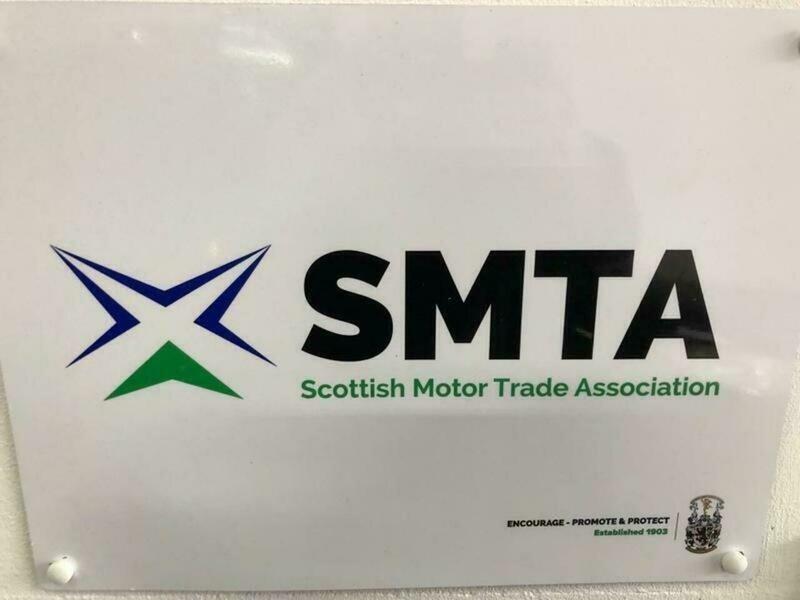 SMTA
Scottish Motor Trade Association
ENCOURAGE - PROMOTE & PROTECT
Established 1903